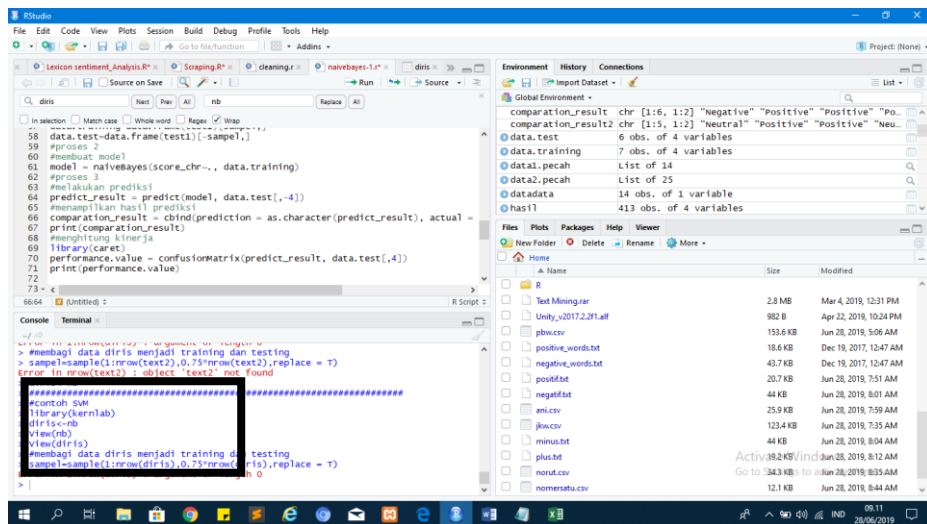 RStudio
File Edit Code View Plots Session Build Debug Profile Tools Help
Go to file/function Addins Project: (None)
Lexicon sentiment_Analysis.R* Scraping.R* cleaning.r naivebayes-1.r* diris
Source on Save Run Source
diris Next Prev All nb Replace All
In selection Match case Whole word Regex Wrap
58 data.test=data.frame(test1)[-sampel,]
59 #proses 2
60 #membuat model
61 model = naiveBayes(score_chr~., data.training)
62 #proses 3
63 #melakukan prediksi
64 predict_result = predict(model, data.test[,-4])
65 #menampilkan hasil prediksi
66 comparation_result = cbind(prediction = as.character(predict_result), actual =
67 print(comparation_result)
68 #menghitung kinerja
69 library(caret)
70 performance.value = confusionMatrix(predict_result, data.test[,4])
71 print(performance.value)
72
73
66:64 (Untitled) R Script
Console Terminal
~/
> #membagi data diris menjadi training dan testing
> sampel=sample(1:nrow(text2),0.75*nrow(text2),replace = T)
Error in nrow(text2) : object 'text2' not found
#contoh SVM
library(kernlab)
diris<-nb
View(nb)
View(diris)
#membagi data diris menjadi training dan testing
sampel=sample(1:nrow(diris),0.75*nrow(diris),replace = T)
>
Environment History Connections
Import Dataset List
Global Environment
comparation_result chr [1:6, 1:2] "Negative" "Positive" "Positive" "Po…
comparation_result2 chr [1:5, 1:2] "Neutral" "Positive" "Positive" "Neu…
data.test 6 obs. of 4 variables
data.training 7 obs. of 4 variables
data1.pecah List of 14
data2.pecah List of 25
datadata 14 obs. of 1 variable
hasil 413 obs. of 4 variables
Files Plots Packages Help Viewer
New Folder Delete Rename More
Home
Name Size Modified
R
Text Mining.rar 2.8 MB Mar 4, 2019, 12:31 PM
Unity_v2017.2.2f1.alf 982 B Apr 22, 2019, 10:24 PM
pbw.csv 153.6 KB Jun 28, 2019, 5:06 AM
positive_words.txt 18.6 KB Dec 19, 2017, 12:47 AM
negative_words.txt 43.7 KB Dec 19, 2017, 12:47 AM
positif.txt 20.7 KB Jun 28, 2019, 7:51 AM
negatif.txt 44 KB Jun 28, 2019, 8:01 AM
ani.csv 25.9 KB Jun 28, 2019, 7:59 AM
jkw.csv 123.4 KB Jun 28, 2019, 7:35 AM
minus.txt 44 KB Jun 28, 2019, 8:04 AM
plus.txt 39.2 KB Jun 28, 2019, 8:12 AM
norut.csv 34.3 KB Jun 28, 2019, 8:35 AM
nomersatu.csv 12.1 KB Jun 28, 2019, 8:44 AM
IND 09.11
28/06/2019